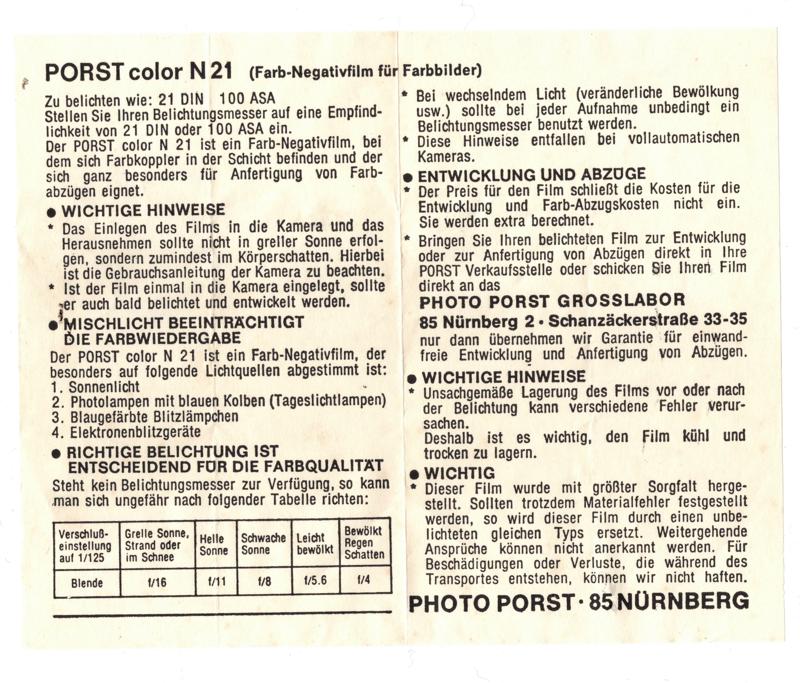 PORST color N 21 (Farb-Negativfilm für Farbbilder)
Zu belichten wie: 21 DIN 100 ASA
Stellen Sie Ihren Belichtungsmesser auf eine Empfind-
lichkeit von 21 DIN oder 100 ASA ein.
Der PORST color N 21 ist ein Farb-Negativfilm, bei
dem sich Farbkoppler in der Schicht befinden und der
sich ganz besonders für Anfertigung von Farb-
abzügen eignet.
● WICHTIGE HINWEISE
* Das Einlegen des Films in die Kamera und das
Herausnehmen sollte nicht in greller Sonne erfol-
gen, sondern zumindest im Körperschatten. Hierbei
ist die Gebrauchsanleitung der Kamera zu beachten.
* Ist der Film einmal in die Kamera eingelegt, sollte
er auch bald belichtet und entwickelt werden.
● MISCHLICHT BEEINTRÄCHTIGT
DIE FARBWIEDERGABE
Der PORST color N 21 ist ein Farb-Negativfilm, der
besonders auf folgende Lichtquellen abgestimmt ist:
1. Sonnenlicht
2. Photolampen mit blauen Kolben (Tageslichtlampen)
3. Blaugefärbte Blitzlämpchen
4. Elektronenblitzgeräte
● RICHTIGE BELICHTUNG IST
ENTSCHEIDEND FÜR DIE FARBQUALITÄT
Steht kein Belichtungsmesser zur Verfügung, so kann
man sich ungefähr nach folgender Tabelle richten:
Verschluß-
einstellung
auf 1/125
Grelle Sonne,
Strand oder
im Schnee
Helle
Sonne
Schwache
Sonne
Leicht
bewölkt
Bewölkt
Regen
Schatten
Blende f/16 f/11 f/8 f/5.6 f/4
* Bei wechselndem Licht (veränderliche Bewölkung
usw.) sollte bei jeder Aufnahme unbedingt ein
Belichtungsmesser benutzt werden.
* Diese Hinweise entfallen bei vollautomatischen
Kameras.
● ENTWICKLUNG UND ABZÜGE
* Der Preis für den Film schließt die Kosten für die
Entwicklung und Farb-Abzugskosten nicht ein.
Sie werden extra berechnet.
* Bringen Sie Ihren belichteten Film zur Entwicklung
oder zur Anfertigung von Abzügen direkt in Ihre
PORST Verkaufsstelle oder schicken Sie Ihren Film
direkt an das
PHOTO PORST GROSSLABOR
85 Nürnberg 2 • Schanzäckerstraße 33-35
nur dann übernehmen wir Garantie für einwand-
freie Entwicklung und Anfertigung von Abzügen.
● WICHTIGE HINWEISE
* Unsachgemäße Lagerung des Films vor oder nach
der Belichtung kann verschiedene Fehler verur-
sachen.
Deshalb ist es wichtig, den Film kühl und
trocken zu lagern.
● WICHTIG
* Dieser Film wurde mit größter Sorgfalt herge-
stellt. Sollten trotzdem Materialfehler festgestellt
werden, so wird dieser Film durch einen unbe-
lichteten gleichen Typs ersetzt. Weitergehende
Ansprüche können nicht anerkannt werden. Für
Beschädigungen oder Verluste, die während des
Transportes entstehen, können wir nicht haften.
PHOTO PORST · 85 NÜRNBERG